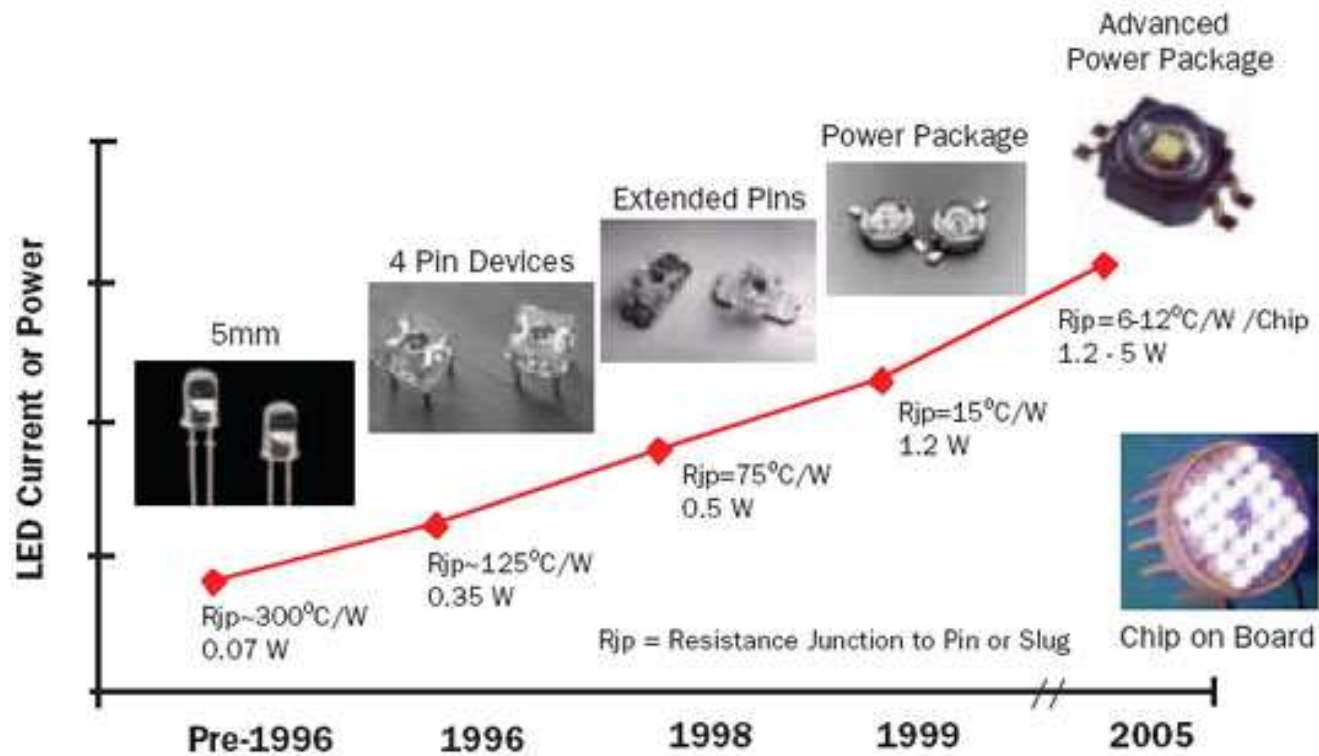 Advanced
Power Package
Power Package
Extended Pins
4 Pin Devices
5mm
LED Current or Power
Rjp=6-12°C/W /Chip
1.2 - 5 W
Rjp=15°C/W
1.2 W
Rjp=75°C/W
0.5 W
Rjp~125°C/W
0.35 W
Rjp~300°C/W
0.07 W
Rjp = Resistance Junction to Pin or Slug
Chip on Board
Pre-1996
1996
1998
1999
2005